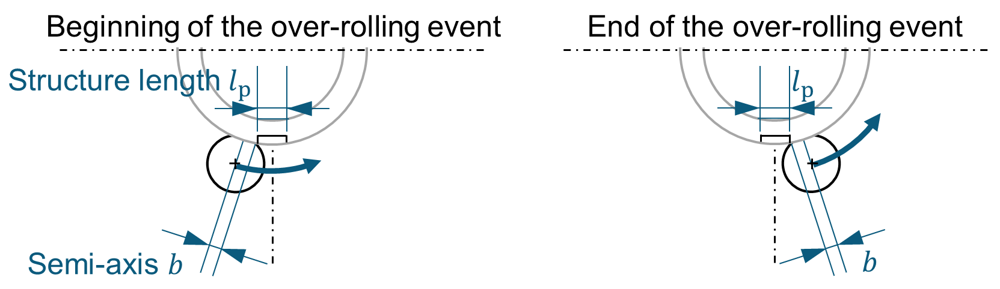 Beginning of the over-rolling event
End of the over-rolling event
Structure length lₚ
lₚ
Semi-axis b
b